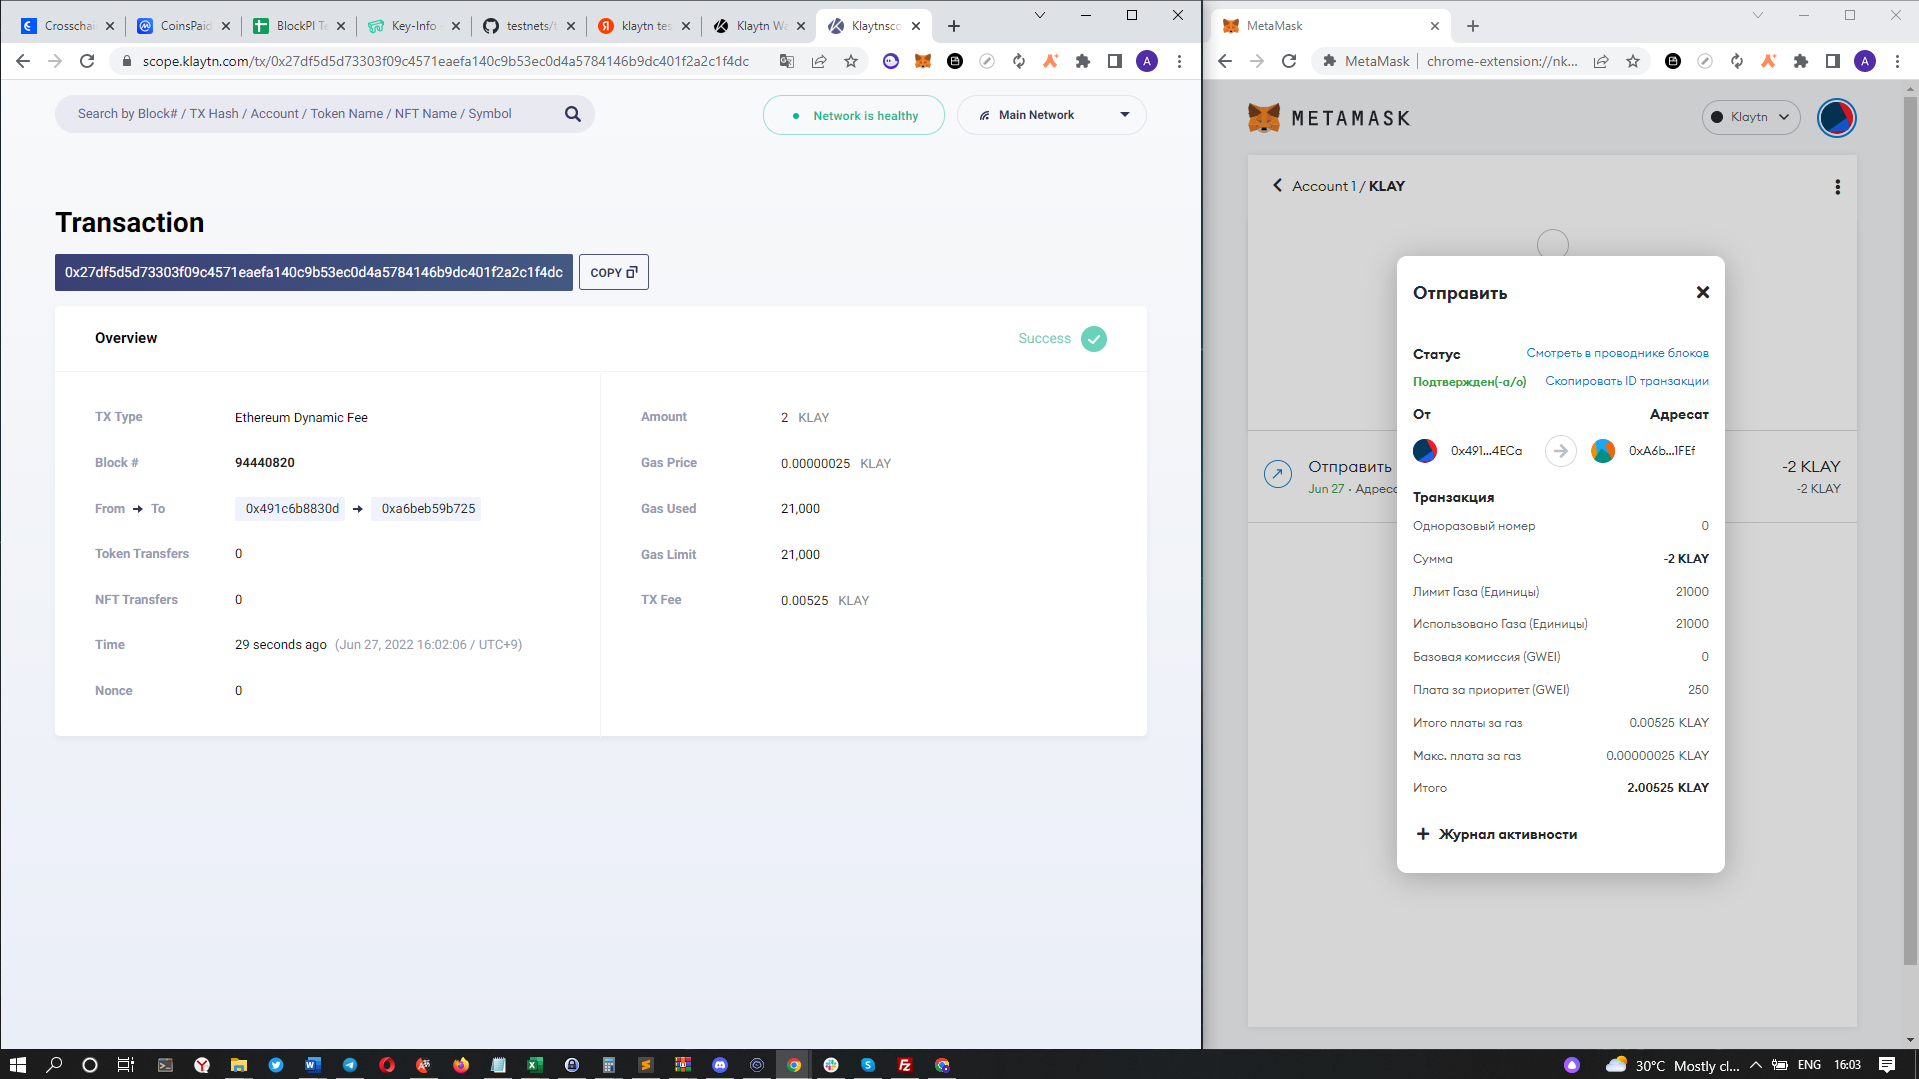 Crosschai
CoinsPaid
BlockPI Te
Key-Info -
testnets/t
klaytn tes
Klaytn Wa
Klaytnsco
scope.klaytn.com/tx/0x27df5d5d73303f09c4571eaefa140c9b53ec0d4a5784146b9dc401f2a2c1f4dc
A
Search by Block# / TX Hash / Account / Token Name / NFT Name / Symbol
Network is healthy
Main Network
Transaction
0x27df5d5d73303f09c4571eaefa140c9b53ec0d4a5784146b9dc401f2a2c1f4dc
COPY
Overview
Success
TX Type Ethereum Dynamic Fee
Block # 94440820
From ➔ To 0x491c6b8830d ➔ 0xa6beb59b725
Token Transfers 0
NFT Transfers 0
Time 29 seconds ago (Jun 27, 2022 16:02:06 / UTC+9)
Nonce 0
Amount 2 KLAY
Gas Price 0.00000025 KLAY
Gas Used 21,000
Gas Limit 21,000
TX Fee 0.00525 KLAY
MetaMask
MetaMask | chrome-extension://nk...
A
METAMASK
Klaytn
Account 1 / KLAY
Отправить
Jun 27 · Адресс
-2 KLAY
-2 KLAY
Отправить
Статус Смотреть в проводнике блоков
Подтвержден(-а/о) Скопировать ID транзакции
От Адресат
0x491...4ECa 0xA6b...1FEf
Транзакция
Одноразовый номер 0
Сумма -2 KLAY
Лимит Газа (Единицы) 21000
Использовано Газа (Единицы) 21000
Базовая комиссия (GWEI) 0
Плата за приоритет (GWEI) 250
Итого платы за газ 0.00525 KLAY
Макс. плата за газ 0.00000025 KLAY
Итого 2.00525 KLAY
+ Журнал активности
30°C Mostly cl... ENG 16:03